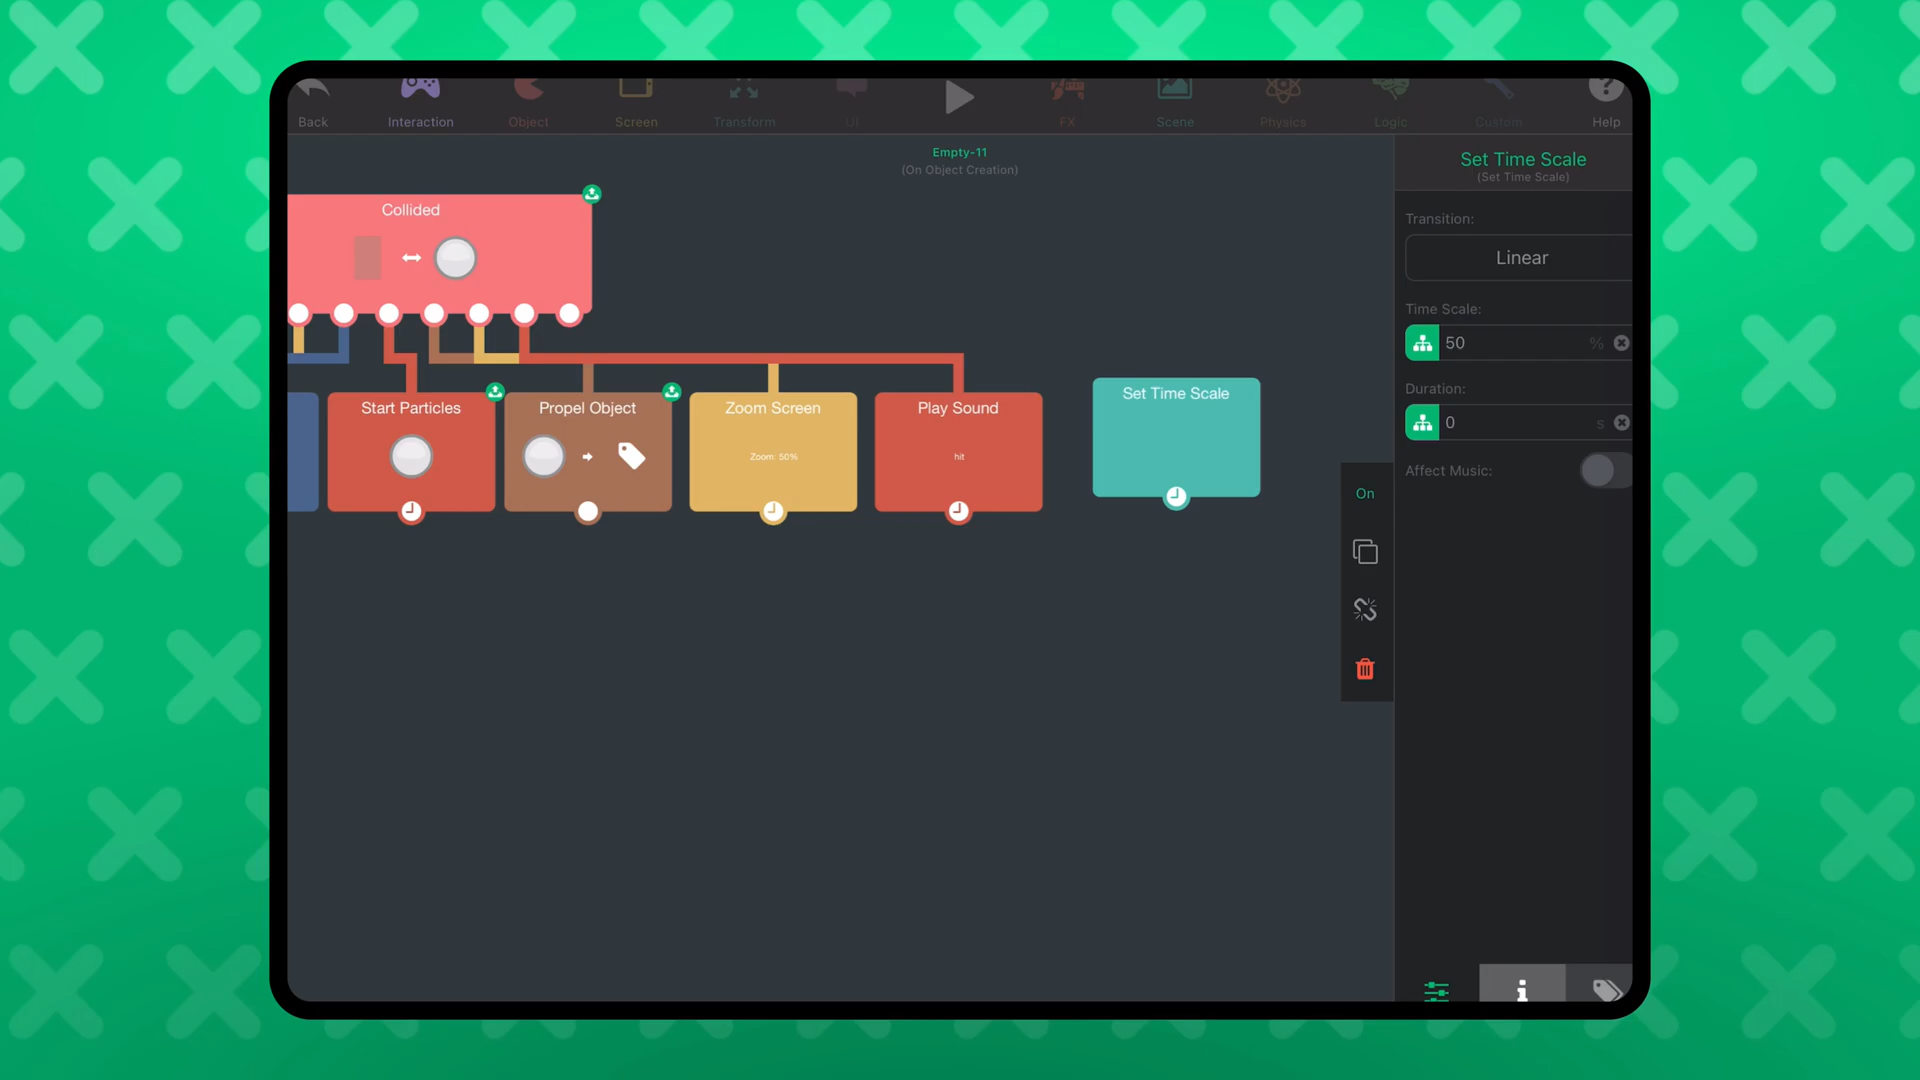 Back
Interaction
Object
Screen
Transform
UI
FX
Scene
Physics
Logic
Custom
Help
Empty-11
(On Object Creation)
Set Time Scale
(Set Time Scale)
Transition:
Linear
Time Scale:
50 %
Duration:
0 s
Affect Music:
On
Collided
Start Particles
Propel Object
Zoom Screen
Zoom: 50%
Play Sound
hit
Set Time Scale